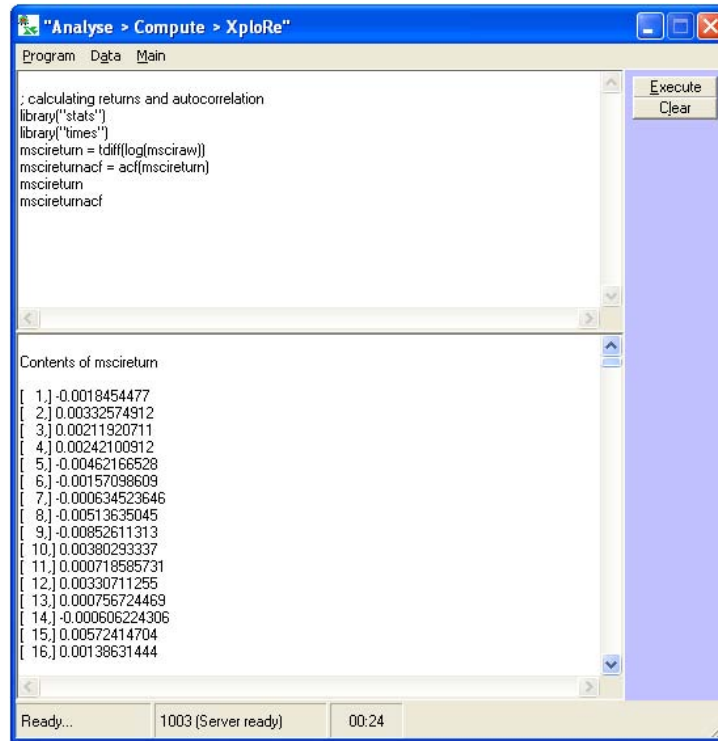 "Analyse > Compute > XploRe"
Program Data Main
; calculating returns and autocorrelation
library("stats")
library("times")
mscireturn = tdiff(log(msciraw))
mscireturnacf = acf(mscireturn)
mscireturn
mscireturnacf
Execute
Clear
Contents of mscireturn
[ 1,] -0.0018454477
[ 2,] 0.00332574912
[ 3,] 0.00211920711
[ 4,] 0.00242100912
[ 5,] -0.00462166528
[ 6,] -0.00157098609
[ 7,] -0.000634523646
[ 8,] -0.00513635045
[ 9,] -0.00852611313
[ 10,] 0.00380293337
[ 11,] 0.000718585731
[ 12,] 0.00330711255
[ 13,] 0.000756724469
[ 14,] -0.000606224306
[ 15,] 0.00572414704
[ 16,] 0.00138631444
Ready... 1003 (Server ready) 00:24